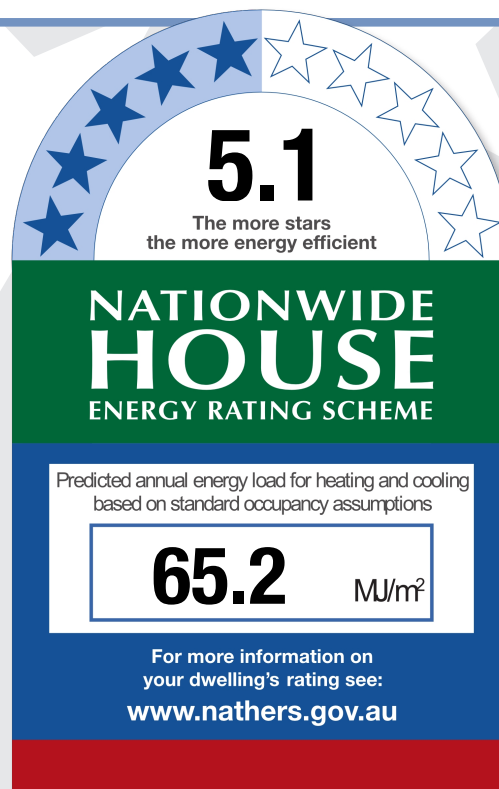 5.1
The more stars
the more energy efficient
NATIONWIDE
HOUSE
ENERGY RATING SCHEME
Predicted annual energy load for heating and cooling
based on standard occupancy assumptions
65.2 MJ/m²
For more information on
your dwelling's rating see:
www.nathers.gov.au